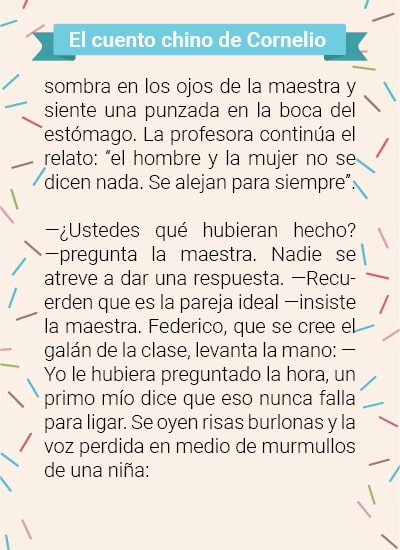 El cuento chino de Cornelio
sombra en los ojos de la maestra y
siente una punzada en la boca del
estómago. La profesora continúa el
relato: “el hombre y la mujer no se
dicen nada. Se alejan para siempre”.
—¿Ustedes qué hubieran hecho?
—pregunta la maestra. Nadie se
atreve a dar una respuesta. —Recu-
erden que es la pareja ideal —insiste
la maestra. Federico, que se cree el
galán de la clase, levanta la mano: —
Yo le hubiera preguntado la hora, un
primo mío dice que eso nunca falla
para ligar. Se oyen risas burlonas y la
voz perdida en medio de murmullos
de una niña: